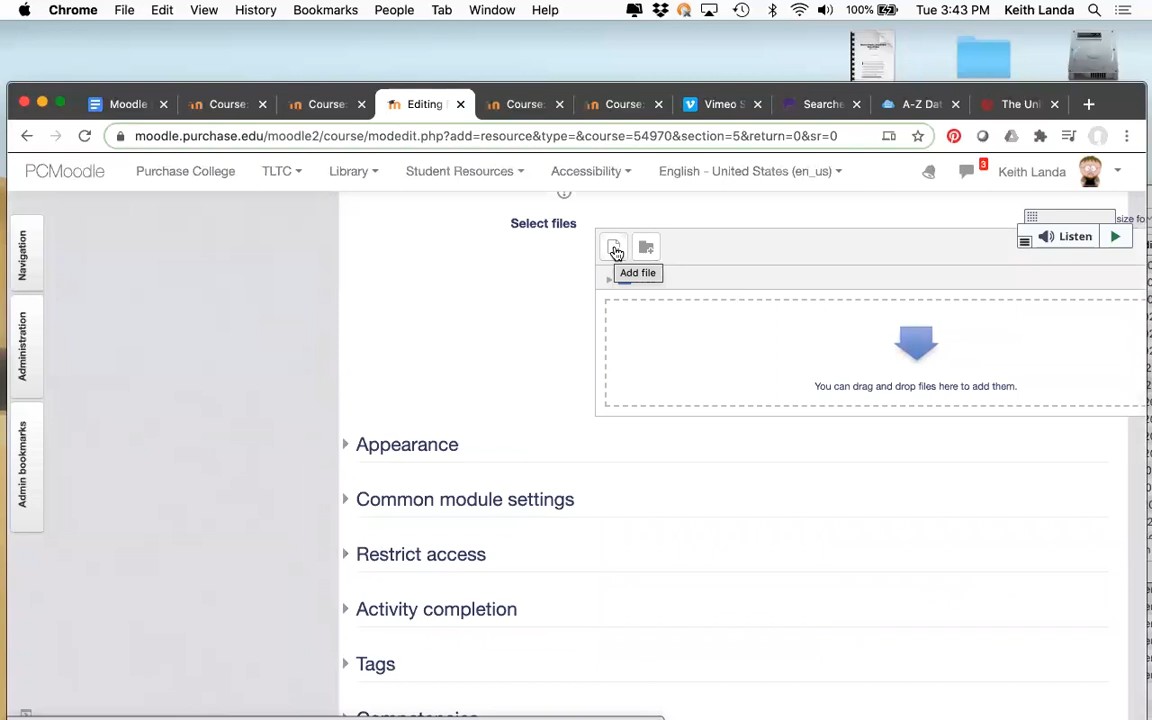 Chrome File Edit View History Bookmarks People Tab Window Help 100% Tue 3:43 PM Keith Landa
Moodle Course: Course: Editing Course: Course: Vimeo S Searche A-Z Dat The Uni
moodle.purchase.edu/moodle2/course/modedit.php?add=resource&type=&course=54970&section=5&return=0&sr=0
PCMoodle Purchase College TLTC Library Student Resources Accessibility English - United States (en_us) 3 Keith Landa
Select files
size fo
Listen
Add file
You can drag and drop files here to add them.
Navigation
Administration
Admin bookmarks
Appearance
Common module settings
Restrict access
Activity completion
Tags
Competencies